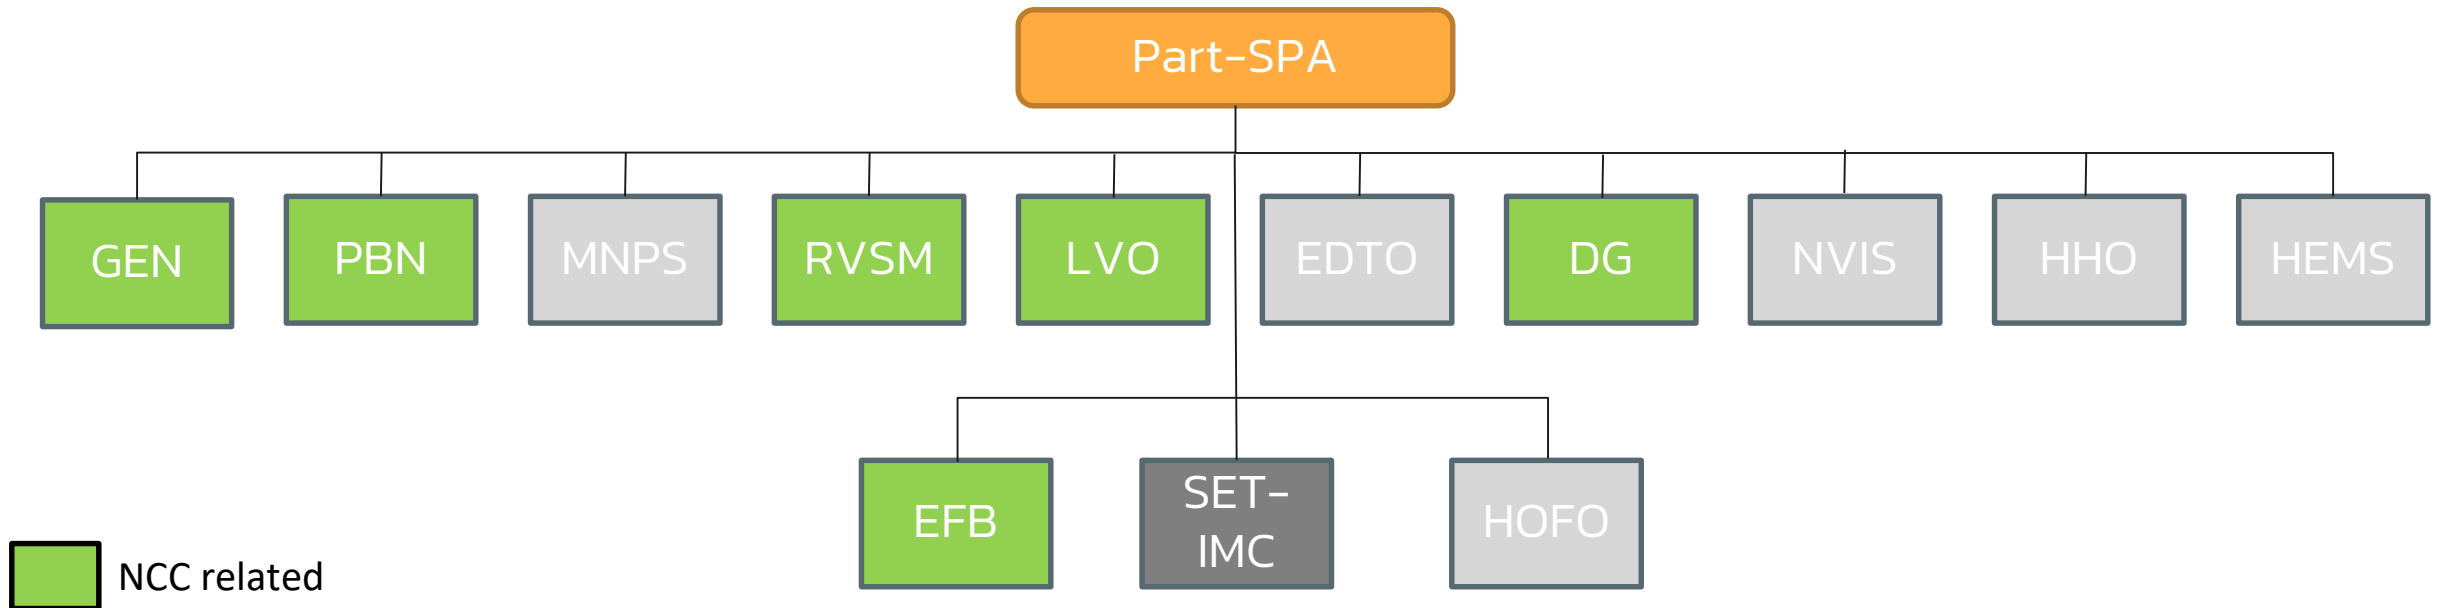 Part-SPA
GEN
PBN
MNPS
RVSM
LVO
EDTO
DG
NVIS
HHO
HEMS
EFB
SET-
IMC
HOFO
NCC related